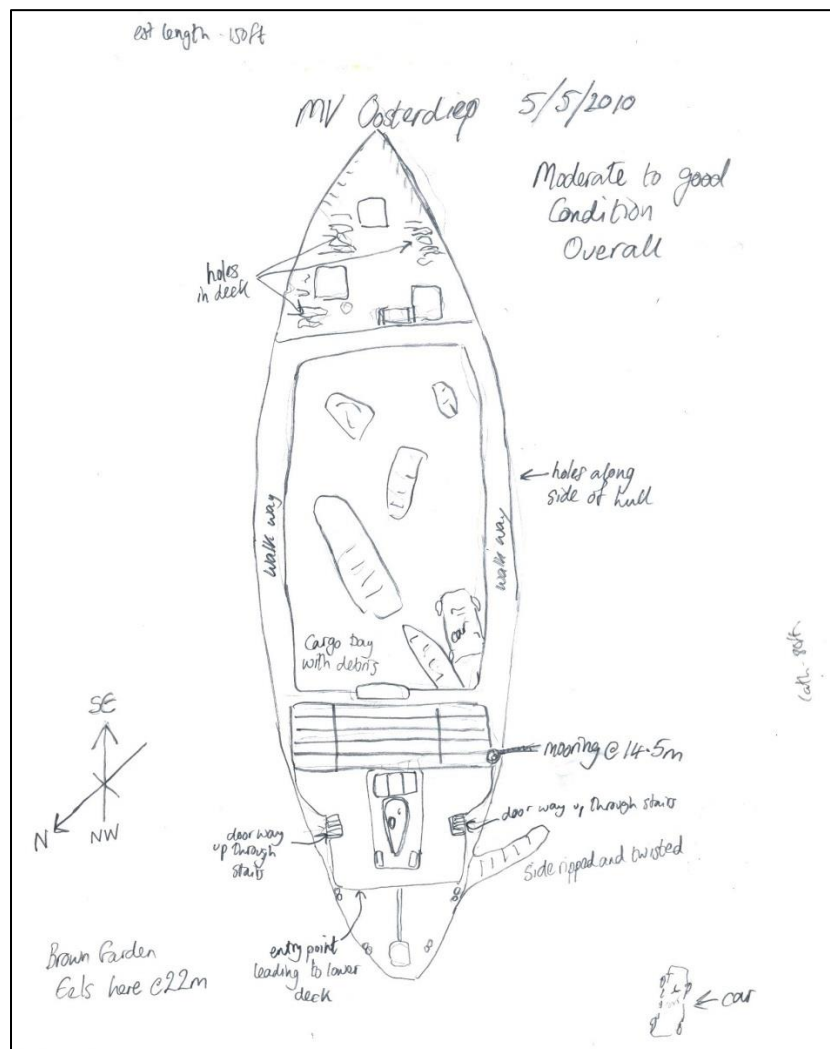 est length - 150ft
MV Oosterdiep 5/5/2010
Moderate to good
Condition
Overall
holes
in deck
holes along
side of hull
walk way
walk way
car
Cargo bay
with debris
SE
N
NW
mooring @ 14.5m
door way up through stairs
door way
up through
stairs
side ripped and twisted
entry point
leading to lower
deck
Brown Garden
Eels here @22m
car